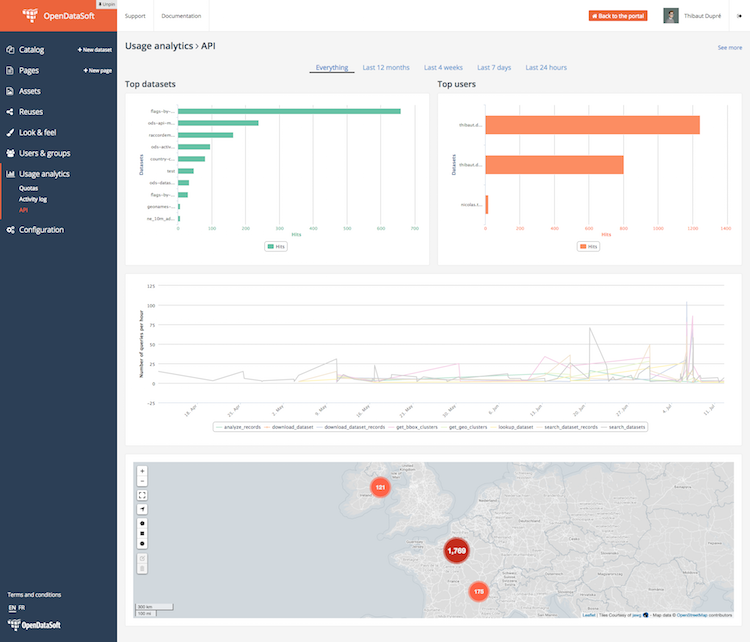 Unpin
OpenDataSoft
Support
Documentation
Back to the portal
Thibaut Dupré
Catalog
+ New dataset
Pages
+ New page
Assets
Reuses
Look & feel
Users & groups
Usage analytics
Quotas
Activity log
API
Configuration
Terms and conditions
EN FR
OpenDataSoft
Usage analytics › API
See more
Everything
Last 12 months
Last 4 weeks
Last 7 days
Last 24 hours
Top datasets
Datasets
flags-by-...
ods-api-m...
raccordem...
ods-activ...
country-c...
test
ods-datas...
flags-by-...
geonames-...
ne_10m_ad...
0 100 200 300 400 500 600 700
Hits
Hits
Top users
Datasets
thibaut.d...
thibaut.d...
nicolas.t...
0 200 400 600 800 1000 1200 1400
Hits
Hits
Number of queries per hour
125
100
75
50
25
0
-25
18. Apr
25. Apr
2. May
9. May
16. May
23. May
30. May
6. Jun
13. Jun
20. Jun
27. Jun
4. Jul
11. Jul
analyze_records
download_dataset
download_dataset_records
get_bbox_clusters
get_geo_clusters
lookup_dataset
search_dataset_records
search_datasets
+
-
United Kingdom
121
1,769
178
300 km
100 mi
Leaflet | Tiles Courtesy of jawg - Map data © OpenStreetMap contributors